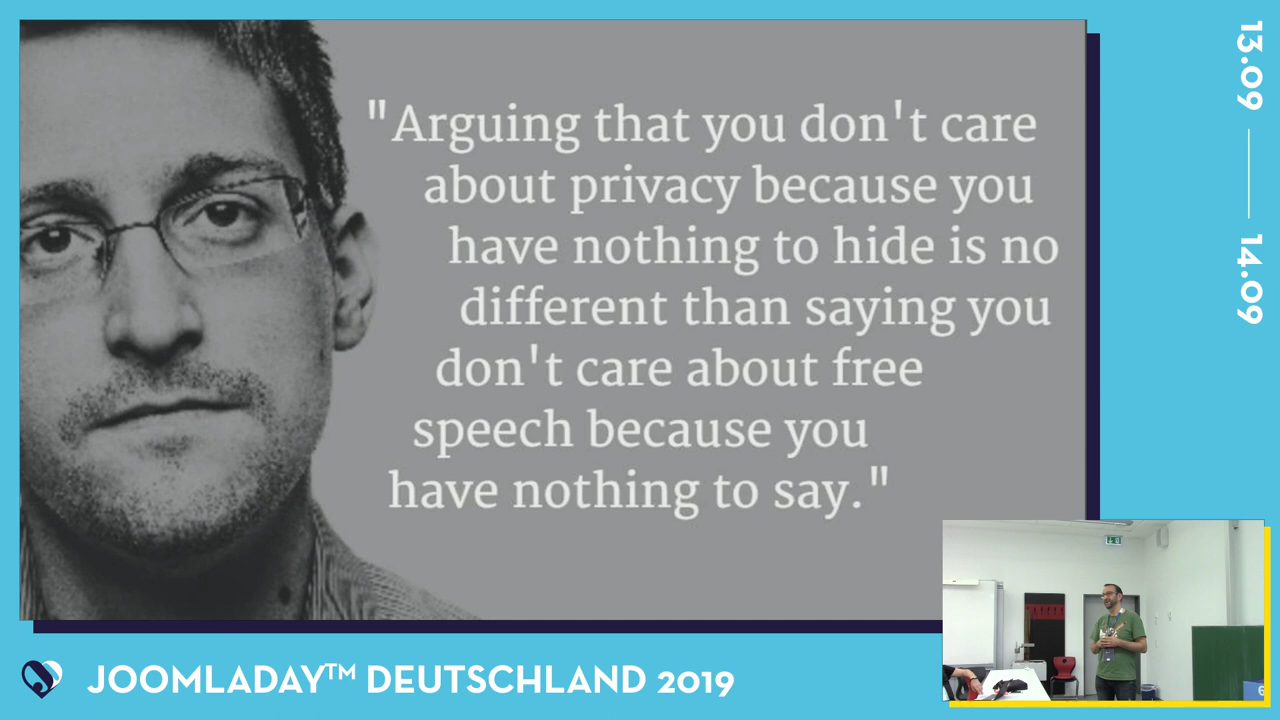 "Arguing that you don't care
about privacy because you
have nothing to hide is no
different than saying you
don't care about free
speech because you
have nothing to say."
13.09
14.09
JOOMLADAY™ DEUTSCHLAND 2019